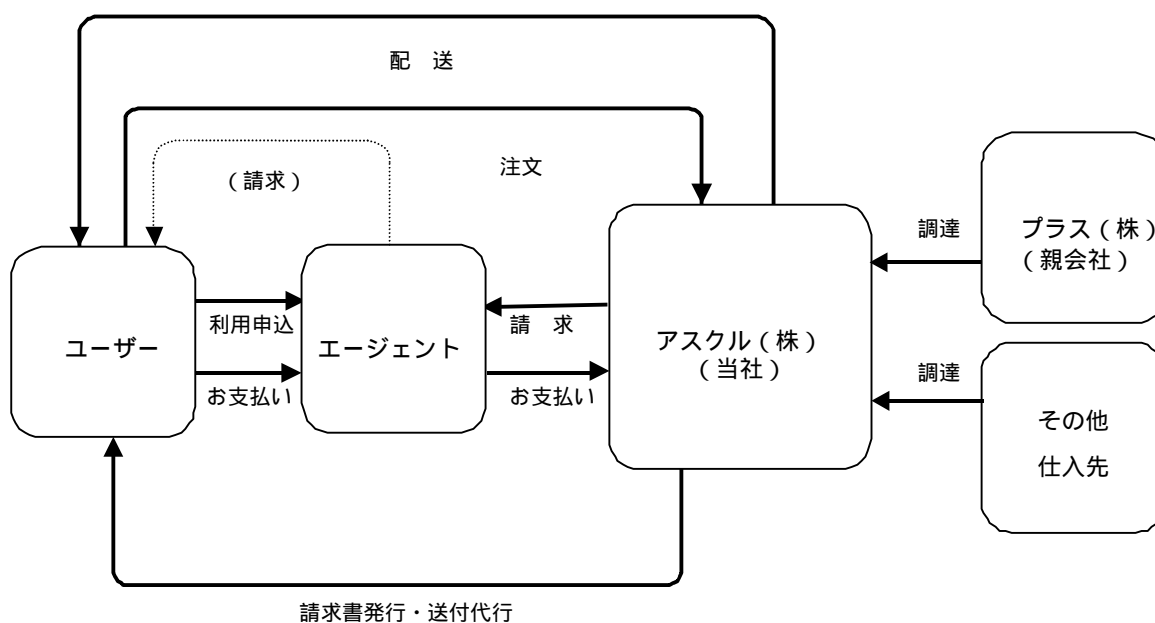 配　送
注文
（請求）
調達
プラス（株）
（親会社）
利用申込
請　求
ユーザー
エージェント
アスクル（株）
（当社）
お支払い
お支払い
調達
その他
仕入先
請求書発行・送付代行